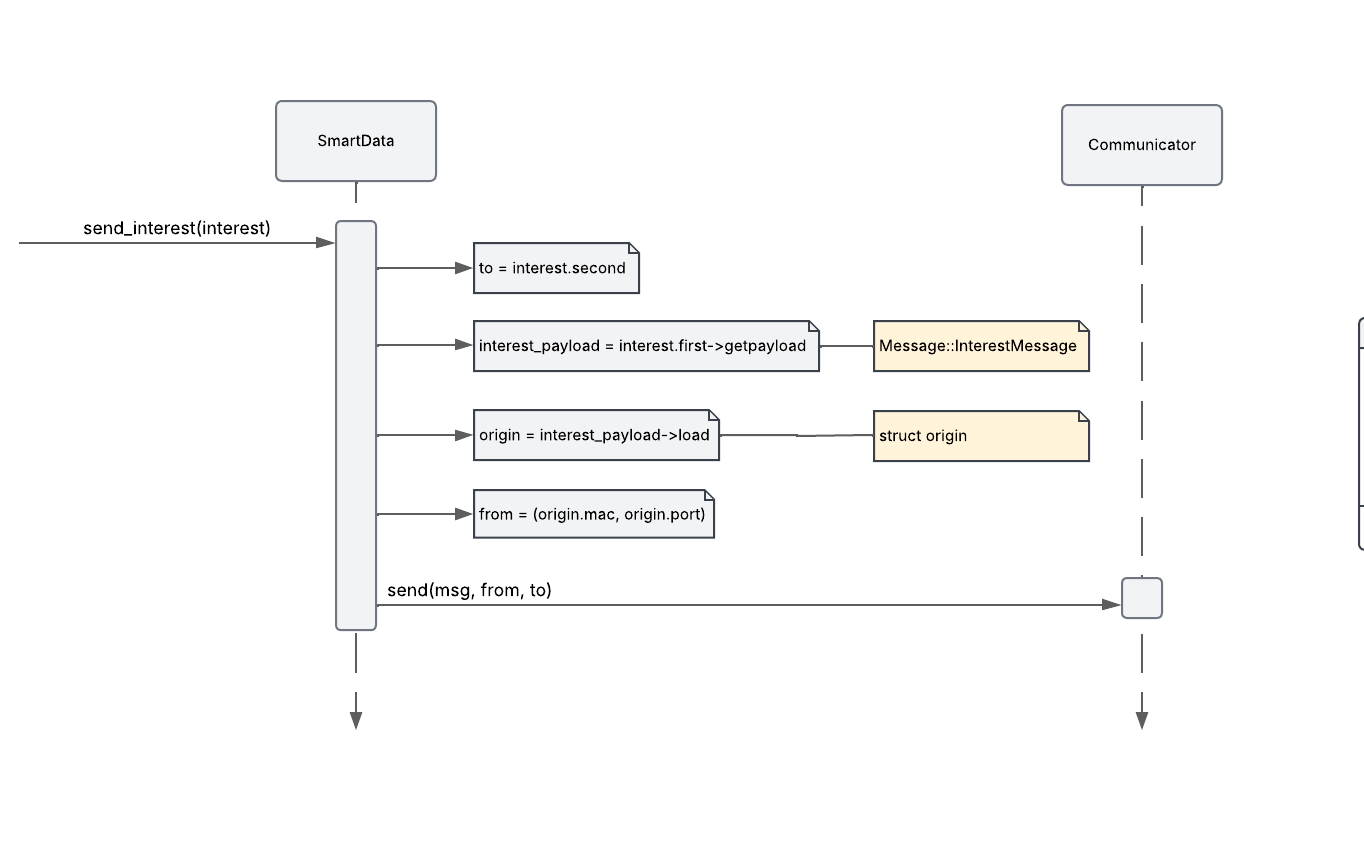 SmartData
Communicator
send_interest(interest)
to = interest.second
interest_payload = interest.first->getpayload
Message::InterestMessage
origin = interest_payload->load
struct origin
from = (origin.mac, origin.port)
send(msg, from, to)